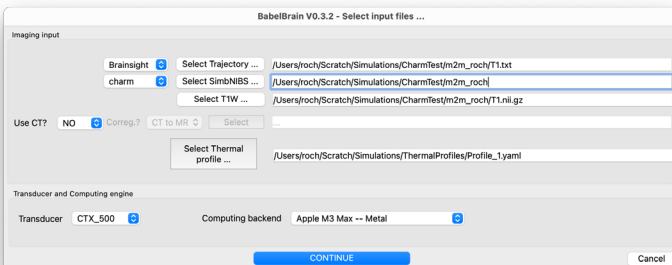 BabelBrain V0.3.2 - Select input files ...
Imaging input
Brainsight Select Trajectory ... /Users/roch/Scratch/Simulations/CharmTest/m2m_roch/T1.txt
charm Select SimbNIBS ... /Users/roch/Scratch/Simulations/CharmTest/m2m_roch
Select T1W ... /Users/roch/Scratch/Simulations/CharmTest/m2m_roch/T1.nii.gz
Use CT? NO Correg.? CT to MR Select ...
Select Thermal
profile ... /Users/roch/Scratch/Simulations/ThermalProfiles/Profile_1.yaml
Transducer and Computing engine
Transducer CTX_500 Computing backend Apple M3 Max -- Metal
CONTINUE Cancel